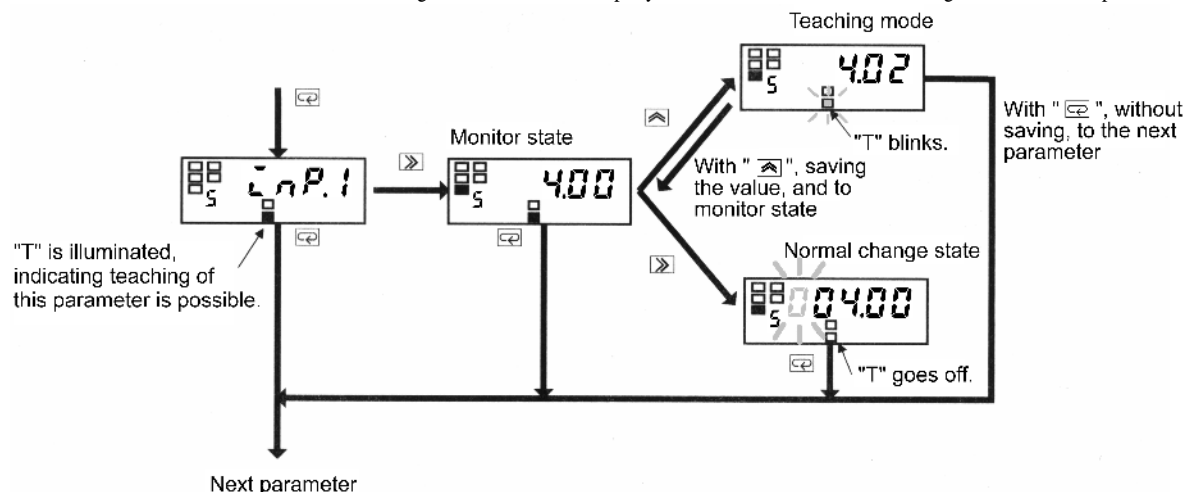 Teaching mode
4.02
S
"T" blinks.
With " ", without
saving, to the next
parameter
Monitor state
inP.1
S
4.00
S
With " ", saving
the value, and to
monitor state
"T" is illuminated,
indicating teaching of
this parameter is possible.
Normal change state
004.00
S
"T" goes off.
Next parameter